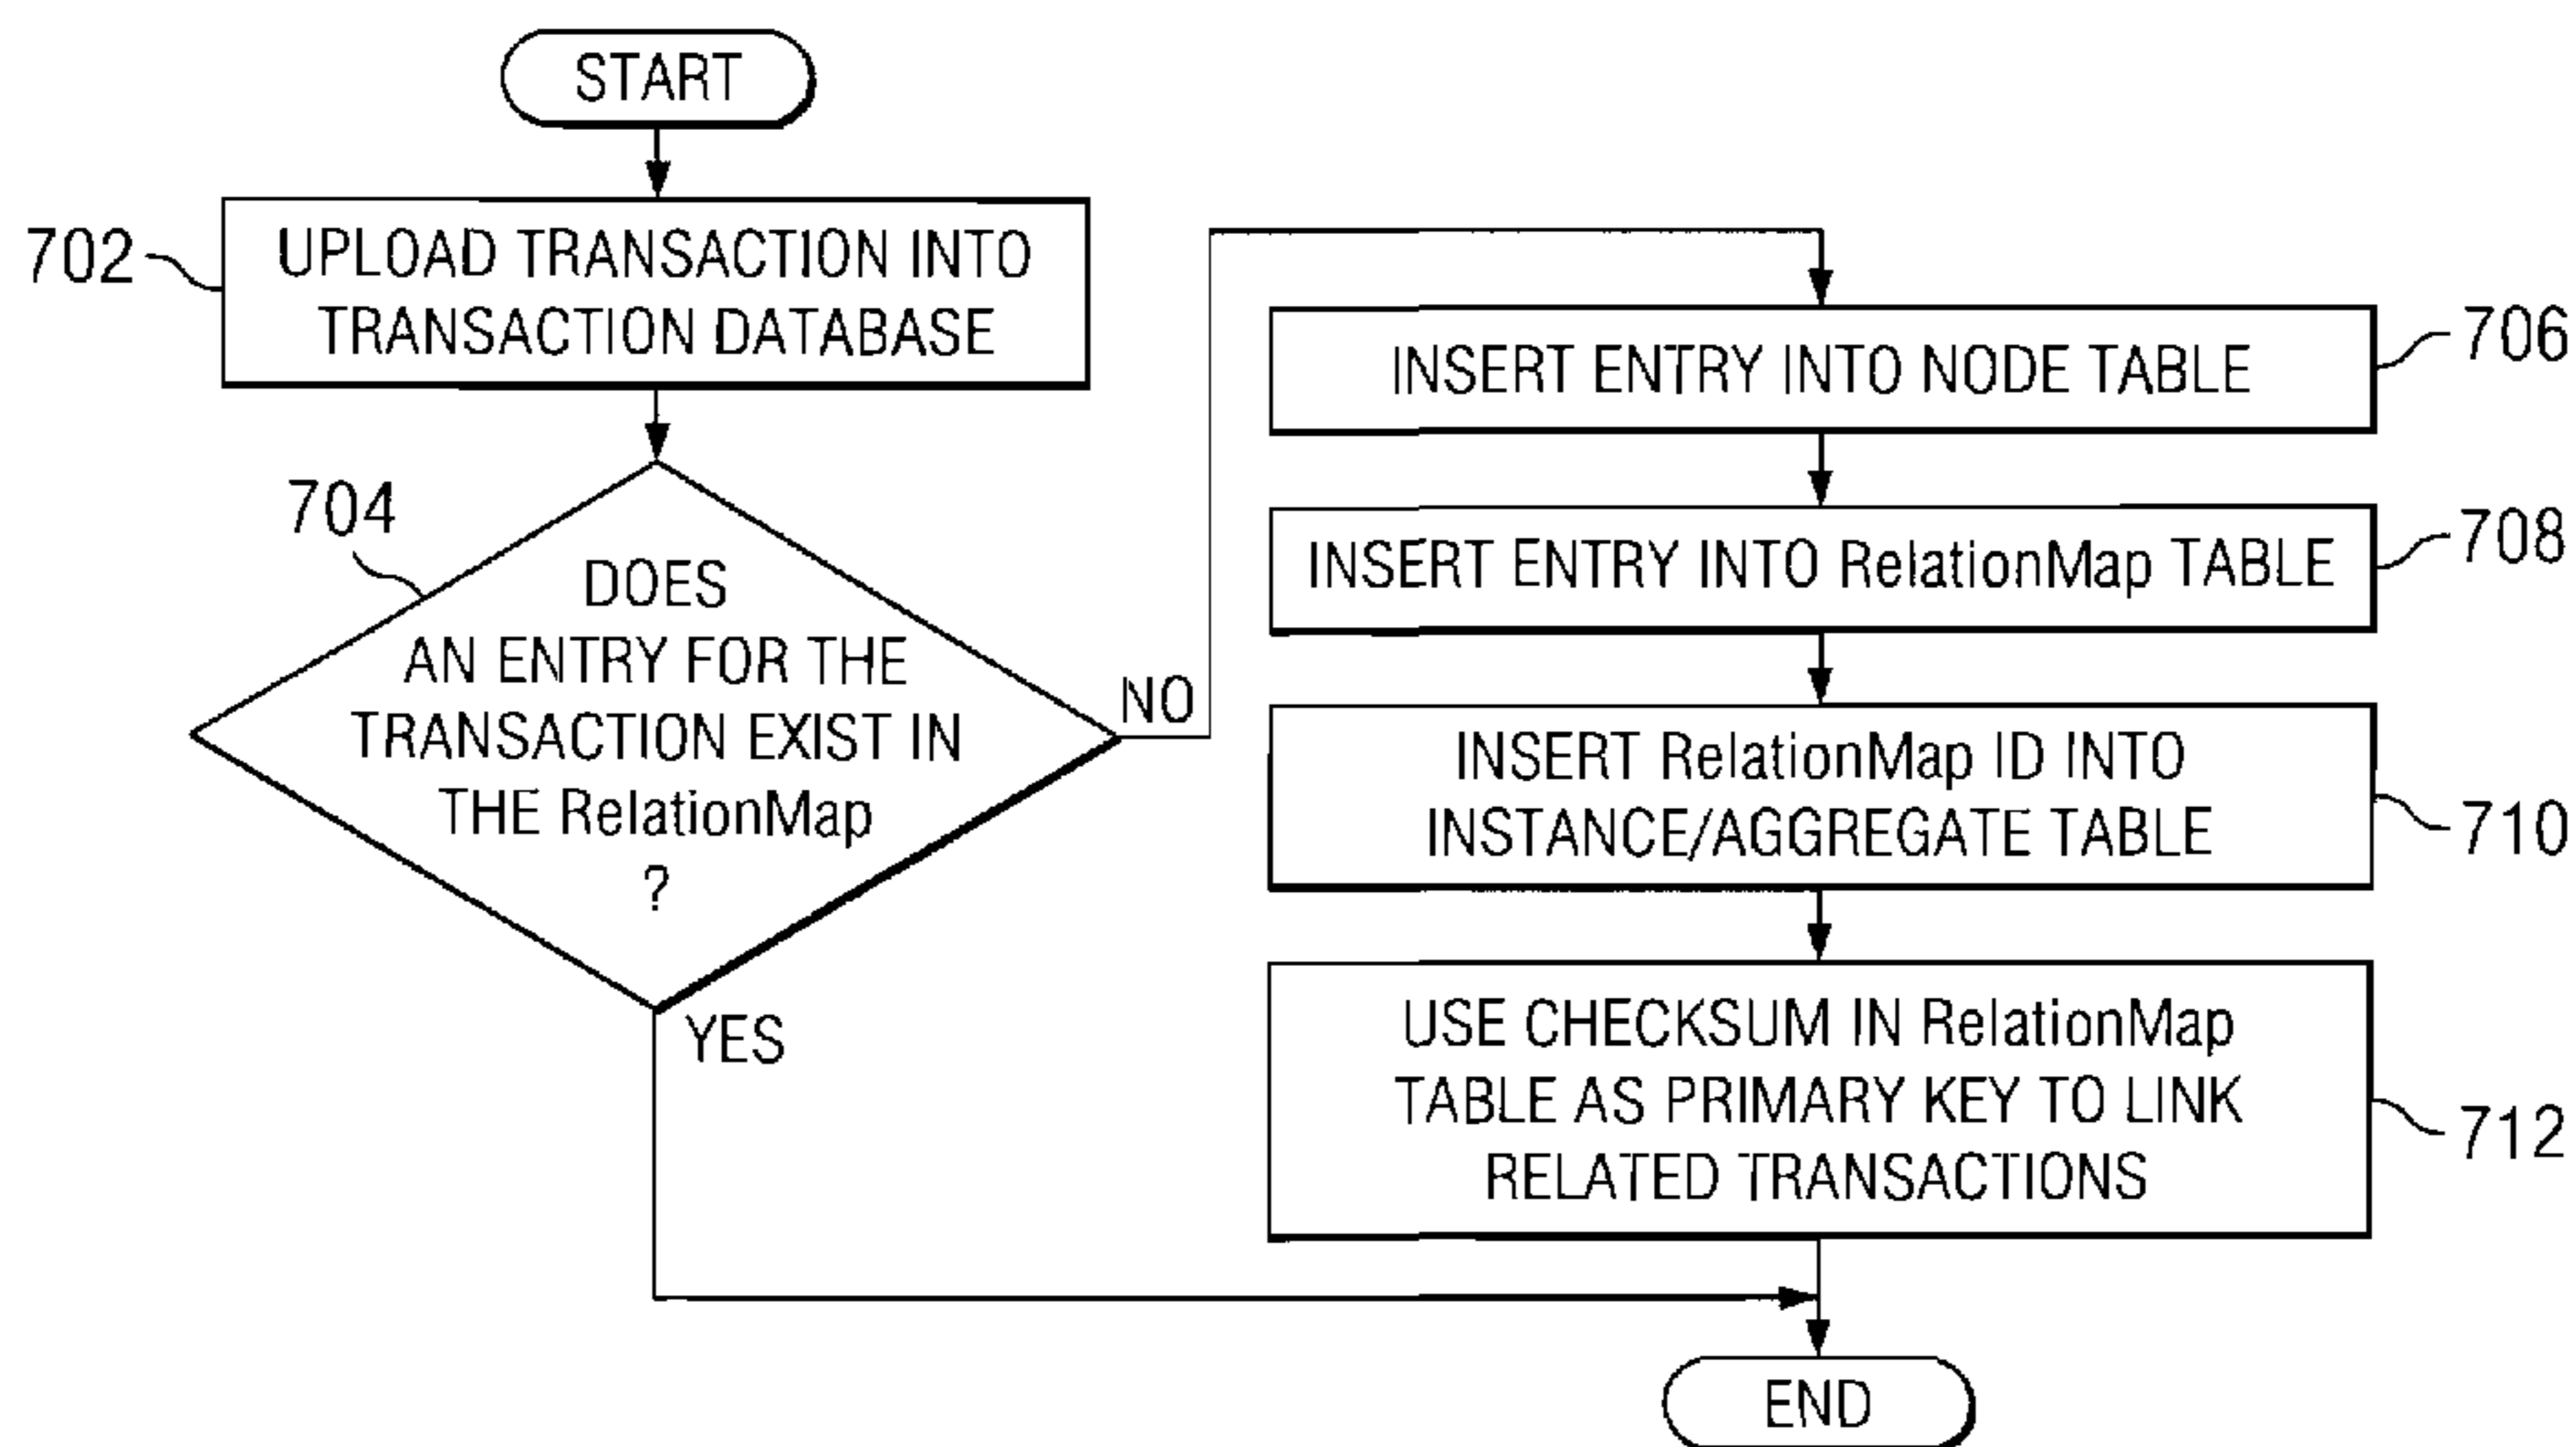 START
702
UPLOAD TRANSACTION INTO
TRANSACTION DATABASE
704
DOES
AN ENTRY FOR THE
TRANSACTION EXIST IN
THE RelationMap
?
NO
YES
INSERT ENTRY INTO NODE TABLE
706
INSERT ENTRY INTO RelationMap TABLE
708
INSERT RelationMap ID INTO
INSTANCE/AGGREGATE TABLE
710
USE CHECKSUM IN RelationMap
TABLE AS PRIMARY KEY TO LINK
RELATED TRANSACTIONS
712
END